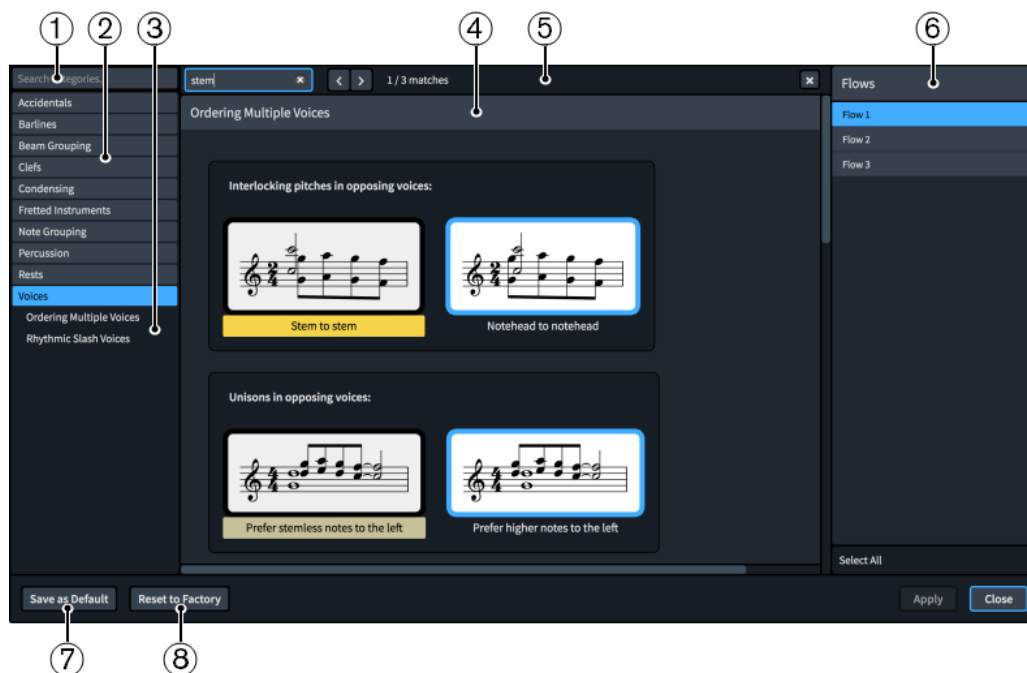 ① ② ③ ④ ⑤ ⑥
Search categories...
stem
1 / 3 matches
Flows
Accidentals
Barlines
Beam Grouping
Clefs
Condensing
Fretted Instruments
Note Grouping
Percussion
Rests
Voices
Ordering Multiple Voices
Rhythmic Slash Voices
Ordering Multiple Voices
Interlocking pitches in opposing voices:
Stem to stem
Notehead to notehead
Unisons in opposing voices:
Prefer stemless notes to the left
Prefer higher notes to the left
Flow 1
Flow 2
Flow 3
Select All
Save as Default
Reset to Factory
Apply
Close
⑦ ⑧